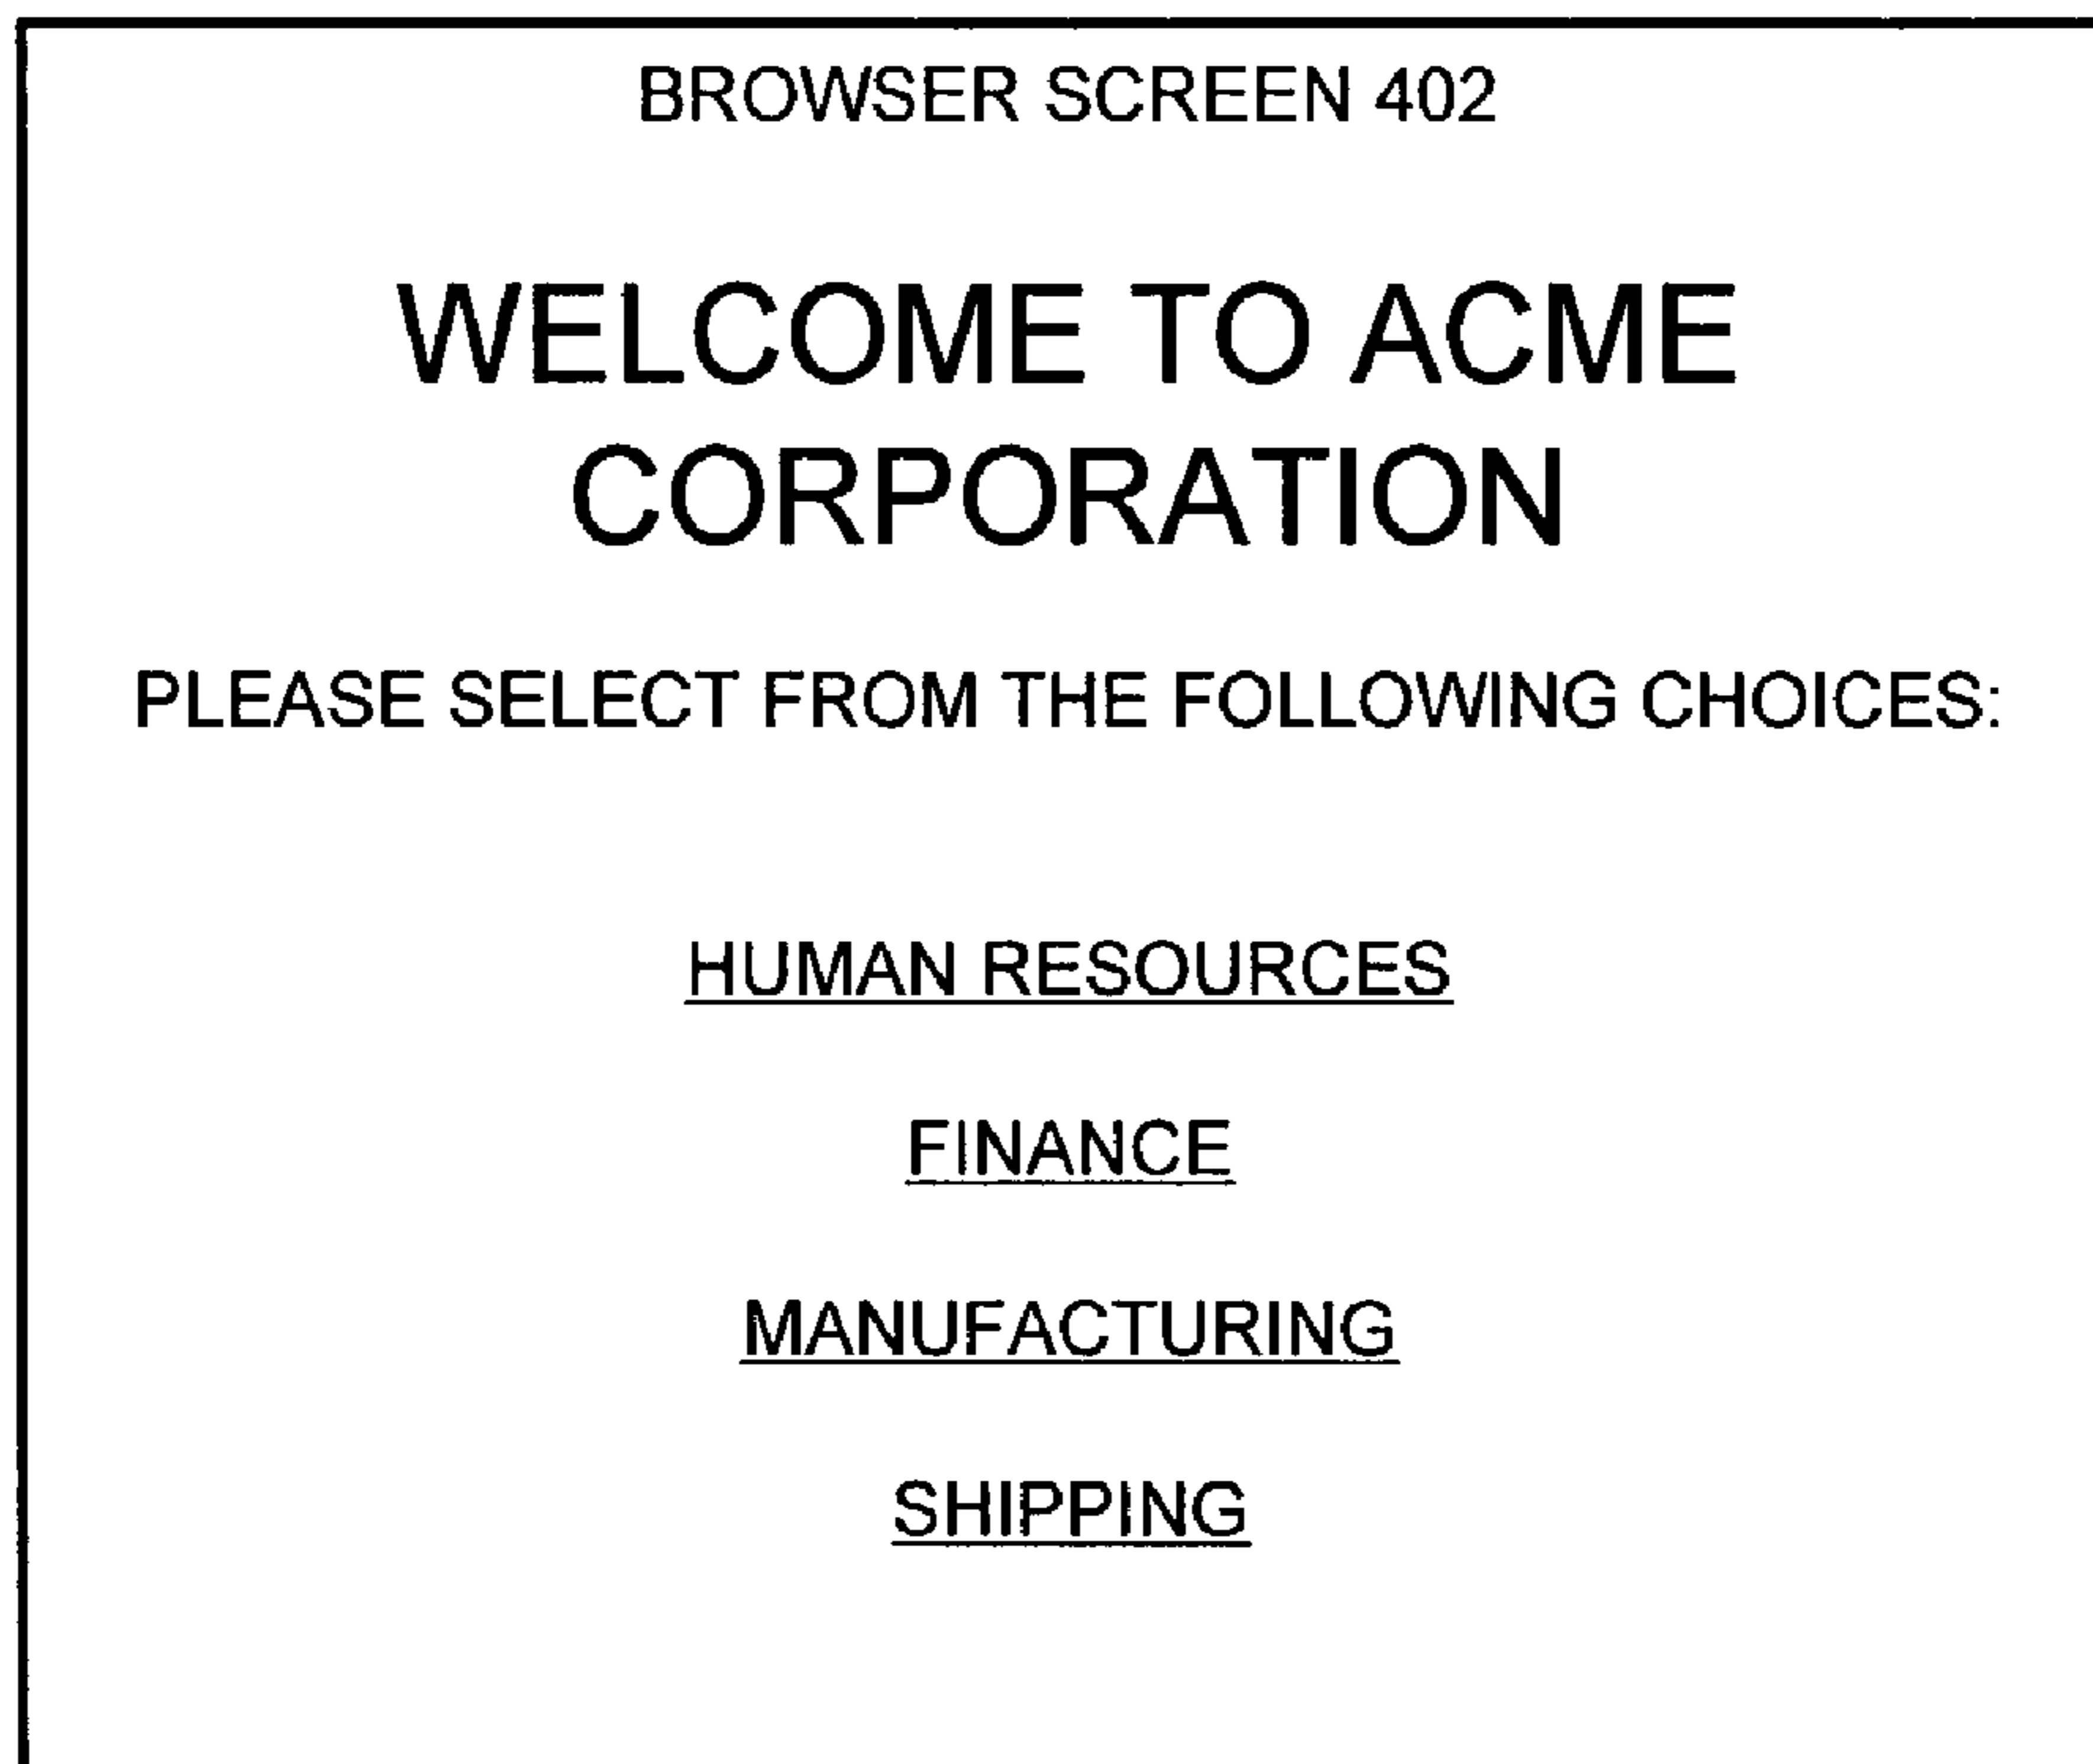 BROWSER SCREEN 402
WELCOME TO ACME
CORPORATION
PLEASE SELECT FROM THE FOLLOWING CHOICES:
HUMAN RESOURCES
FINANCE
MANUFACTURING
SHIPPING